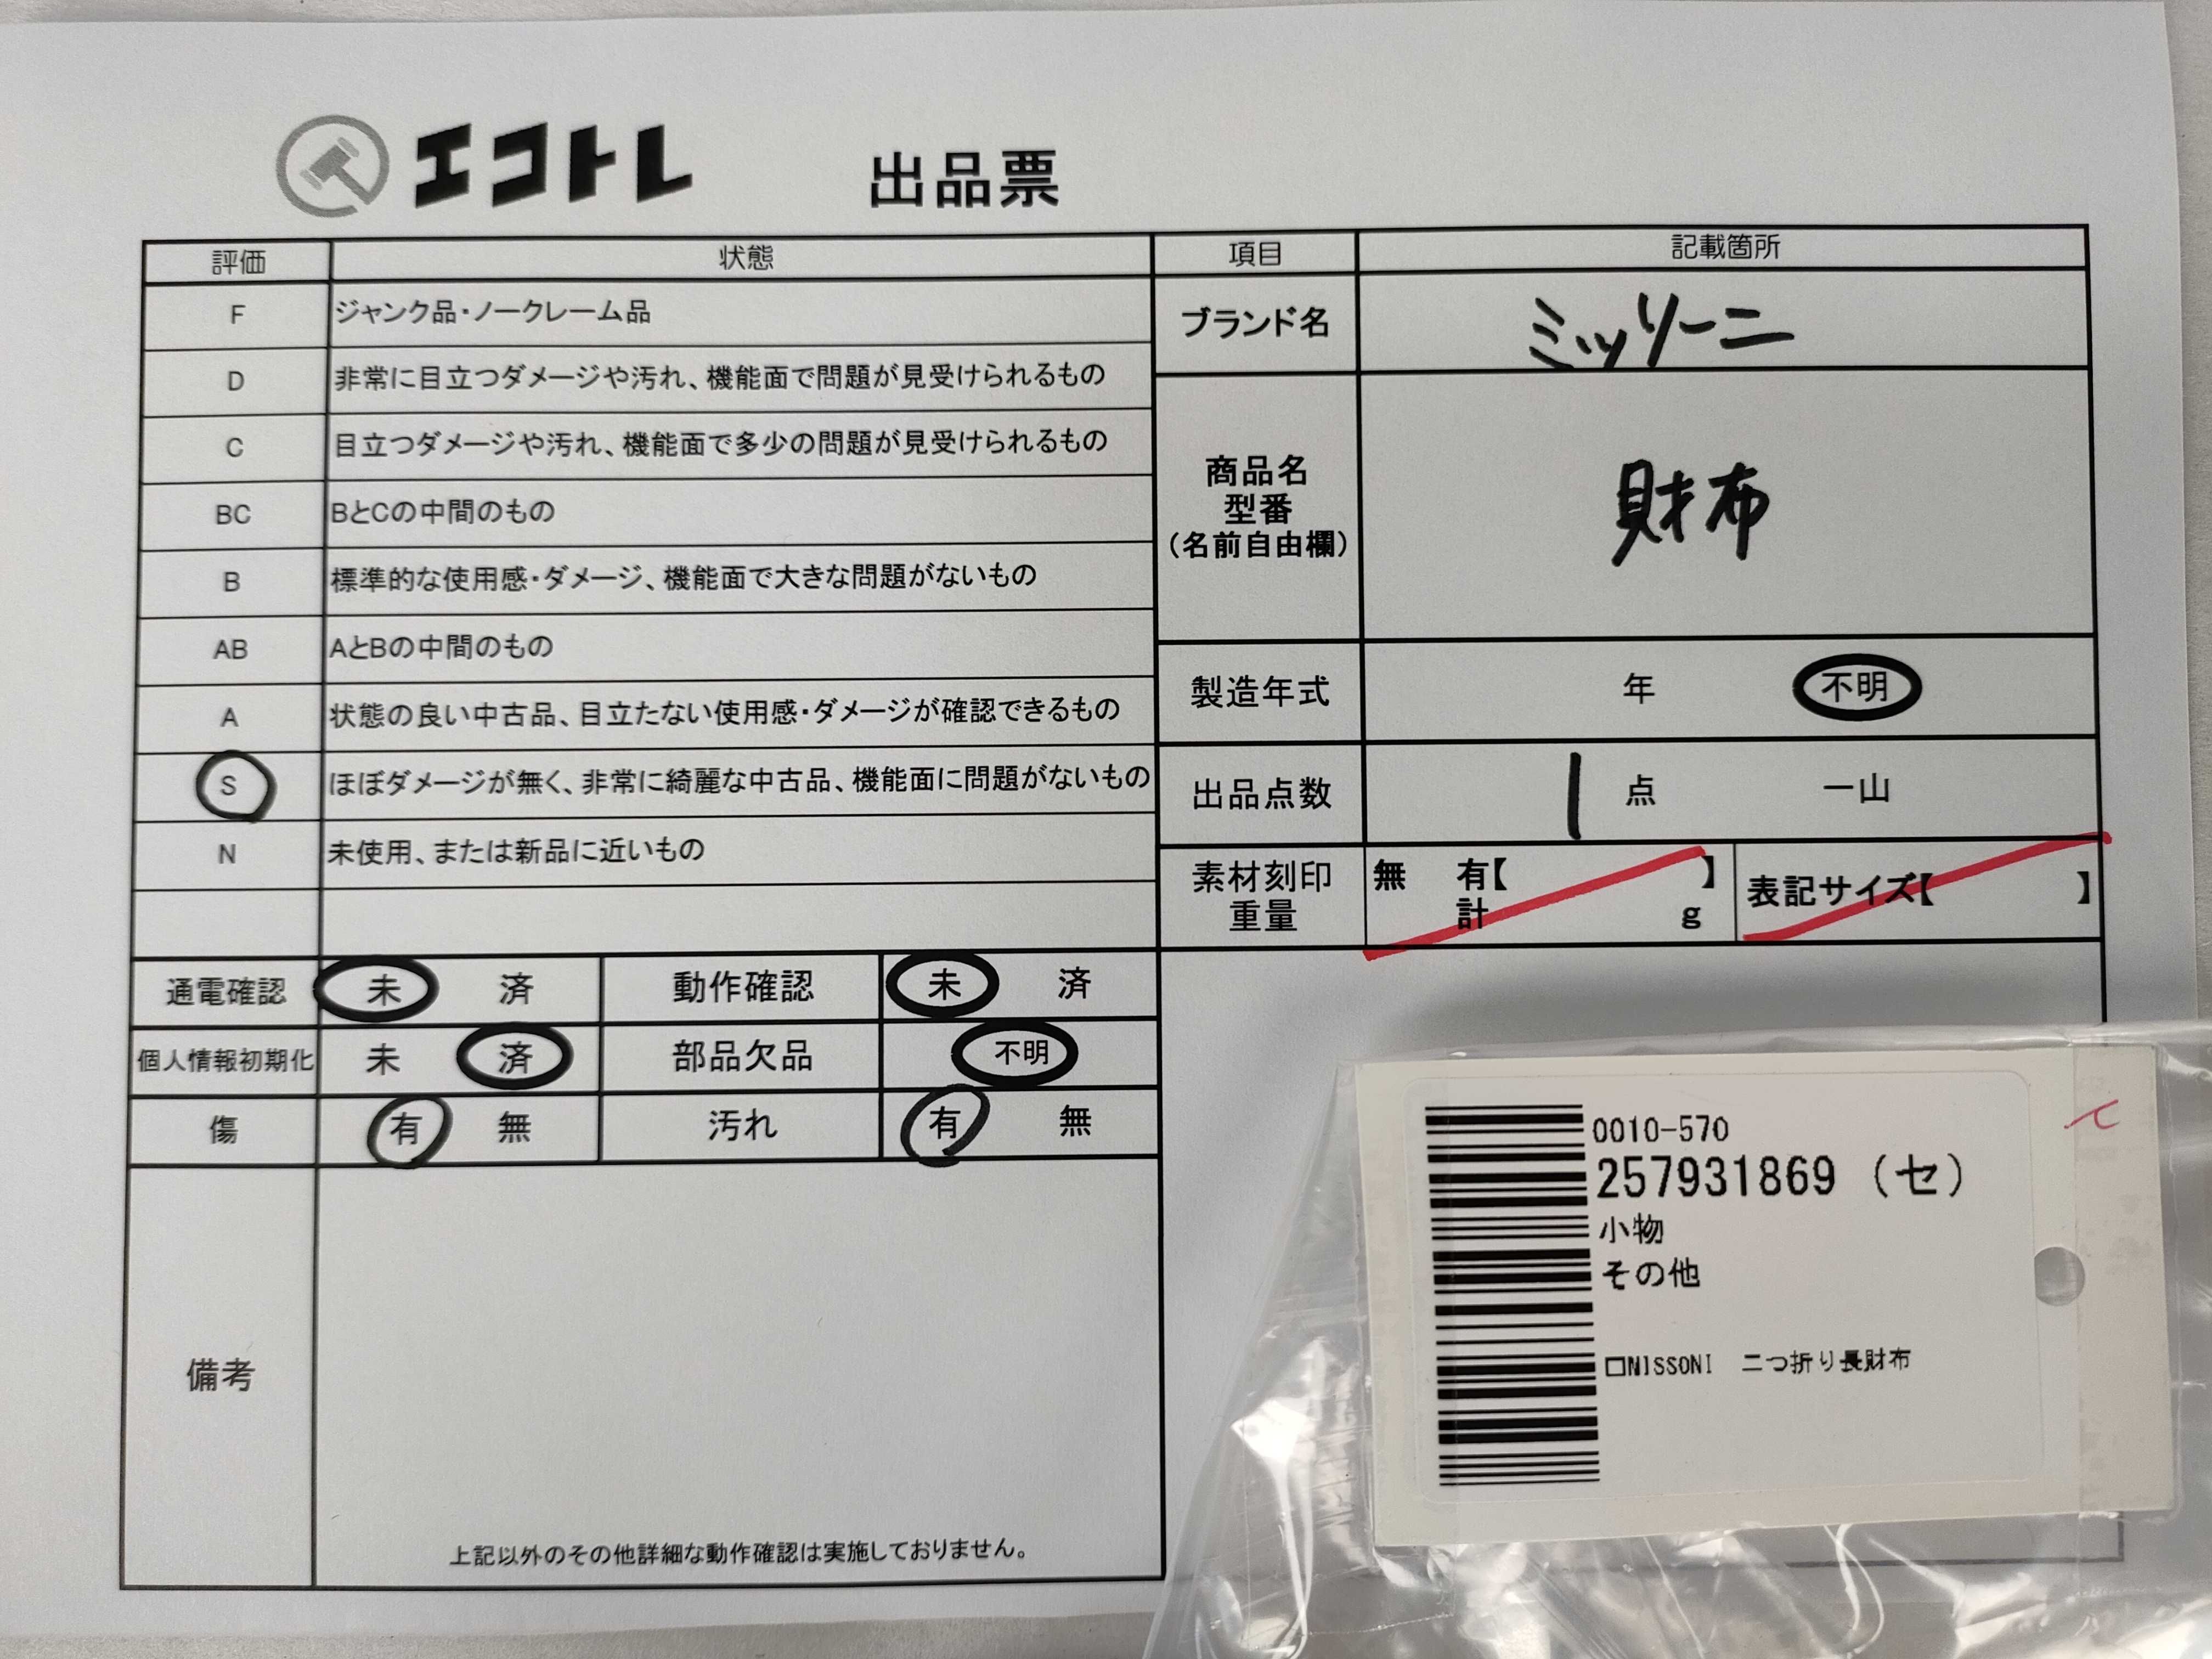 エコトレ 出品票
評価 状態 項目 記載箇所
F ジャンク品・ノークレーム品
D 非常に目立つダメージや汚れ、機能面で問題が見受けられるもの
C 目立つダメージや汚れ、機能面で多少の問題が見受けられるもの
BC BとCの中間のもの
B 標準的な使用感・ダメージ、機能面で大きな問題がないもの
AB AとBの中間のもの
A 状態の良い中古品、目立たない使用感・ダメージが確認できるもの
S ほぼダメージが無く、非常に綺麗な中古品、機能面に問題がないもの
N 未使用、または新品に近いもの
ブランド名 ミッソーニ
商品名
型番
(名前自由欄)
財布
製造年式 年 不明
出品点数 1 点 一山
素材刻印
重量
無 有【 】
計 g
表記サイズ【 】
通電確認 未 済 動作確認 未 済
個人情報初期化 未 済 部品欠品 不明
傷 有 無 汚れ 有 無
備考
上記以外のその他詳細な動作確認は実施しておりません。
0010-570
257931869 (セ)
小物
その他
□NISSONI 二つ折り長財布